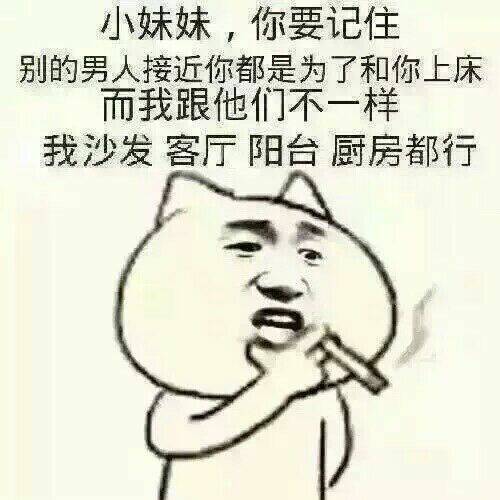 小妹妹，你要记住
别的男人接近你都是为了和你上床
而我跟他们不一样
我沙发 客厅 阳台 厨房都行